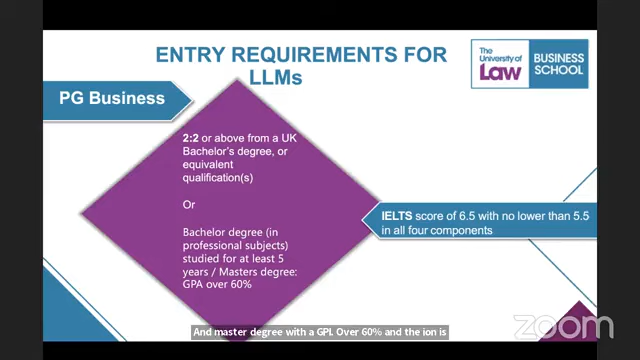 ENTRY REQUIREMENTS FOR
LLMs
The
University of
Law
BUSINESS
SCHOOL
PG Business
2:2 or above from a UK
Bachelor's degree, or
equivalent
qualification(s)
Or
Bachelor degree (in
professional subjects)
studied for at least 5
years / Masters degree:
GPA over 60%
IELTS score of 6.5 with no lower than 5.5
in all four components
And master degree with a GPI. Over 60% and the ion is
zoom